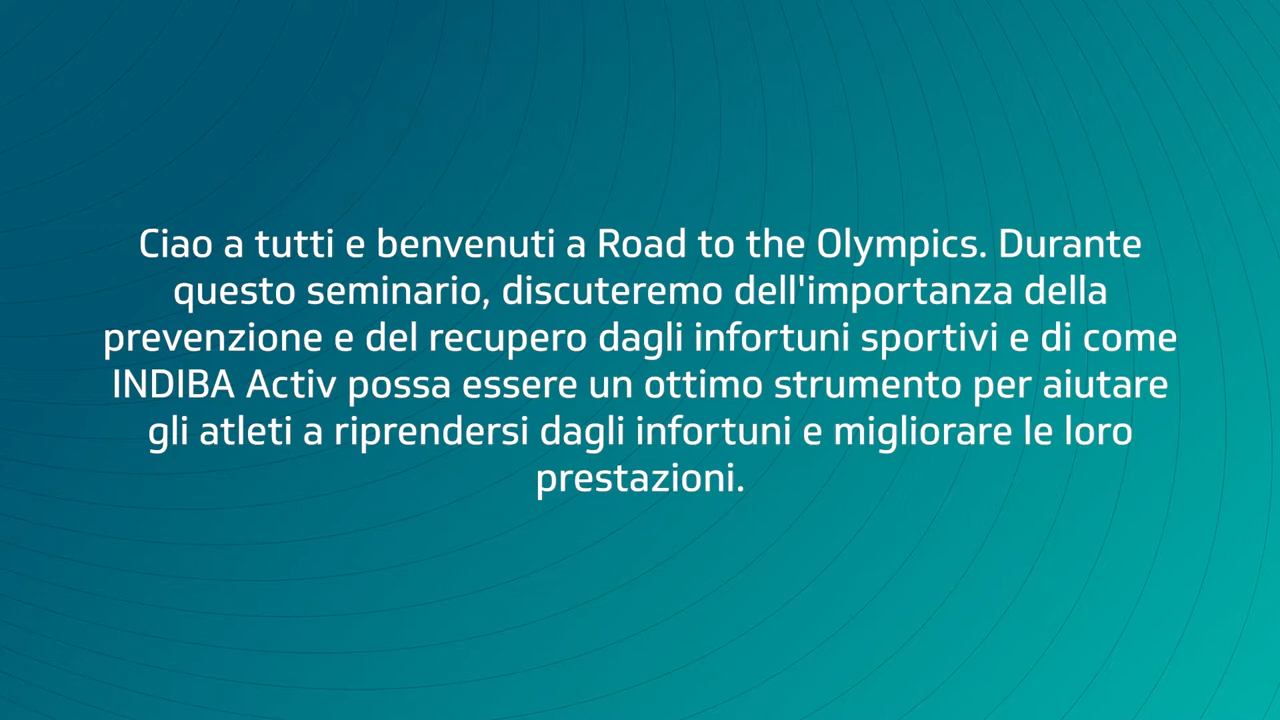 Ciao a tutti e benvenuti a Road to the Olympics. Durante
questo seminario, discuteremo dell'importanza della
prevenzione e del recupero dagli infortuni sportivi e di come
INDIBA Activ possa essere un ottimo strumento per aiutare
gli atleti a riprendersi dagli infortuni e migliorare le loro
prestazioni.